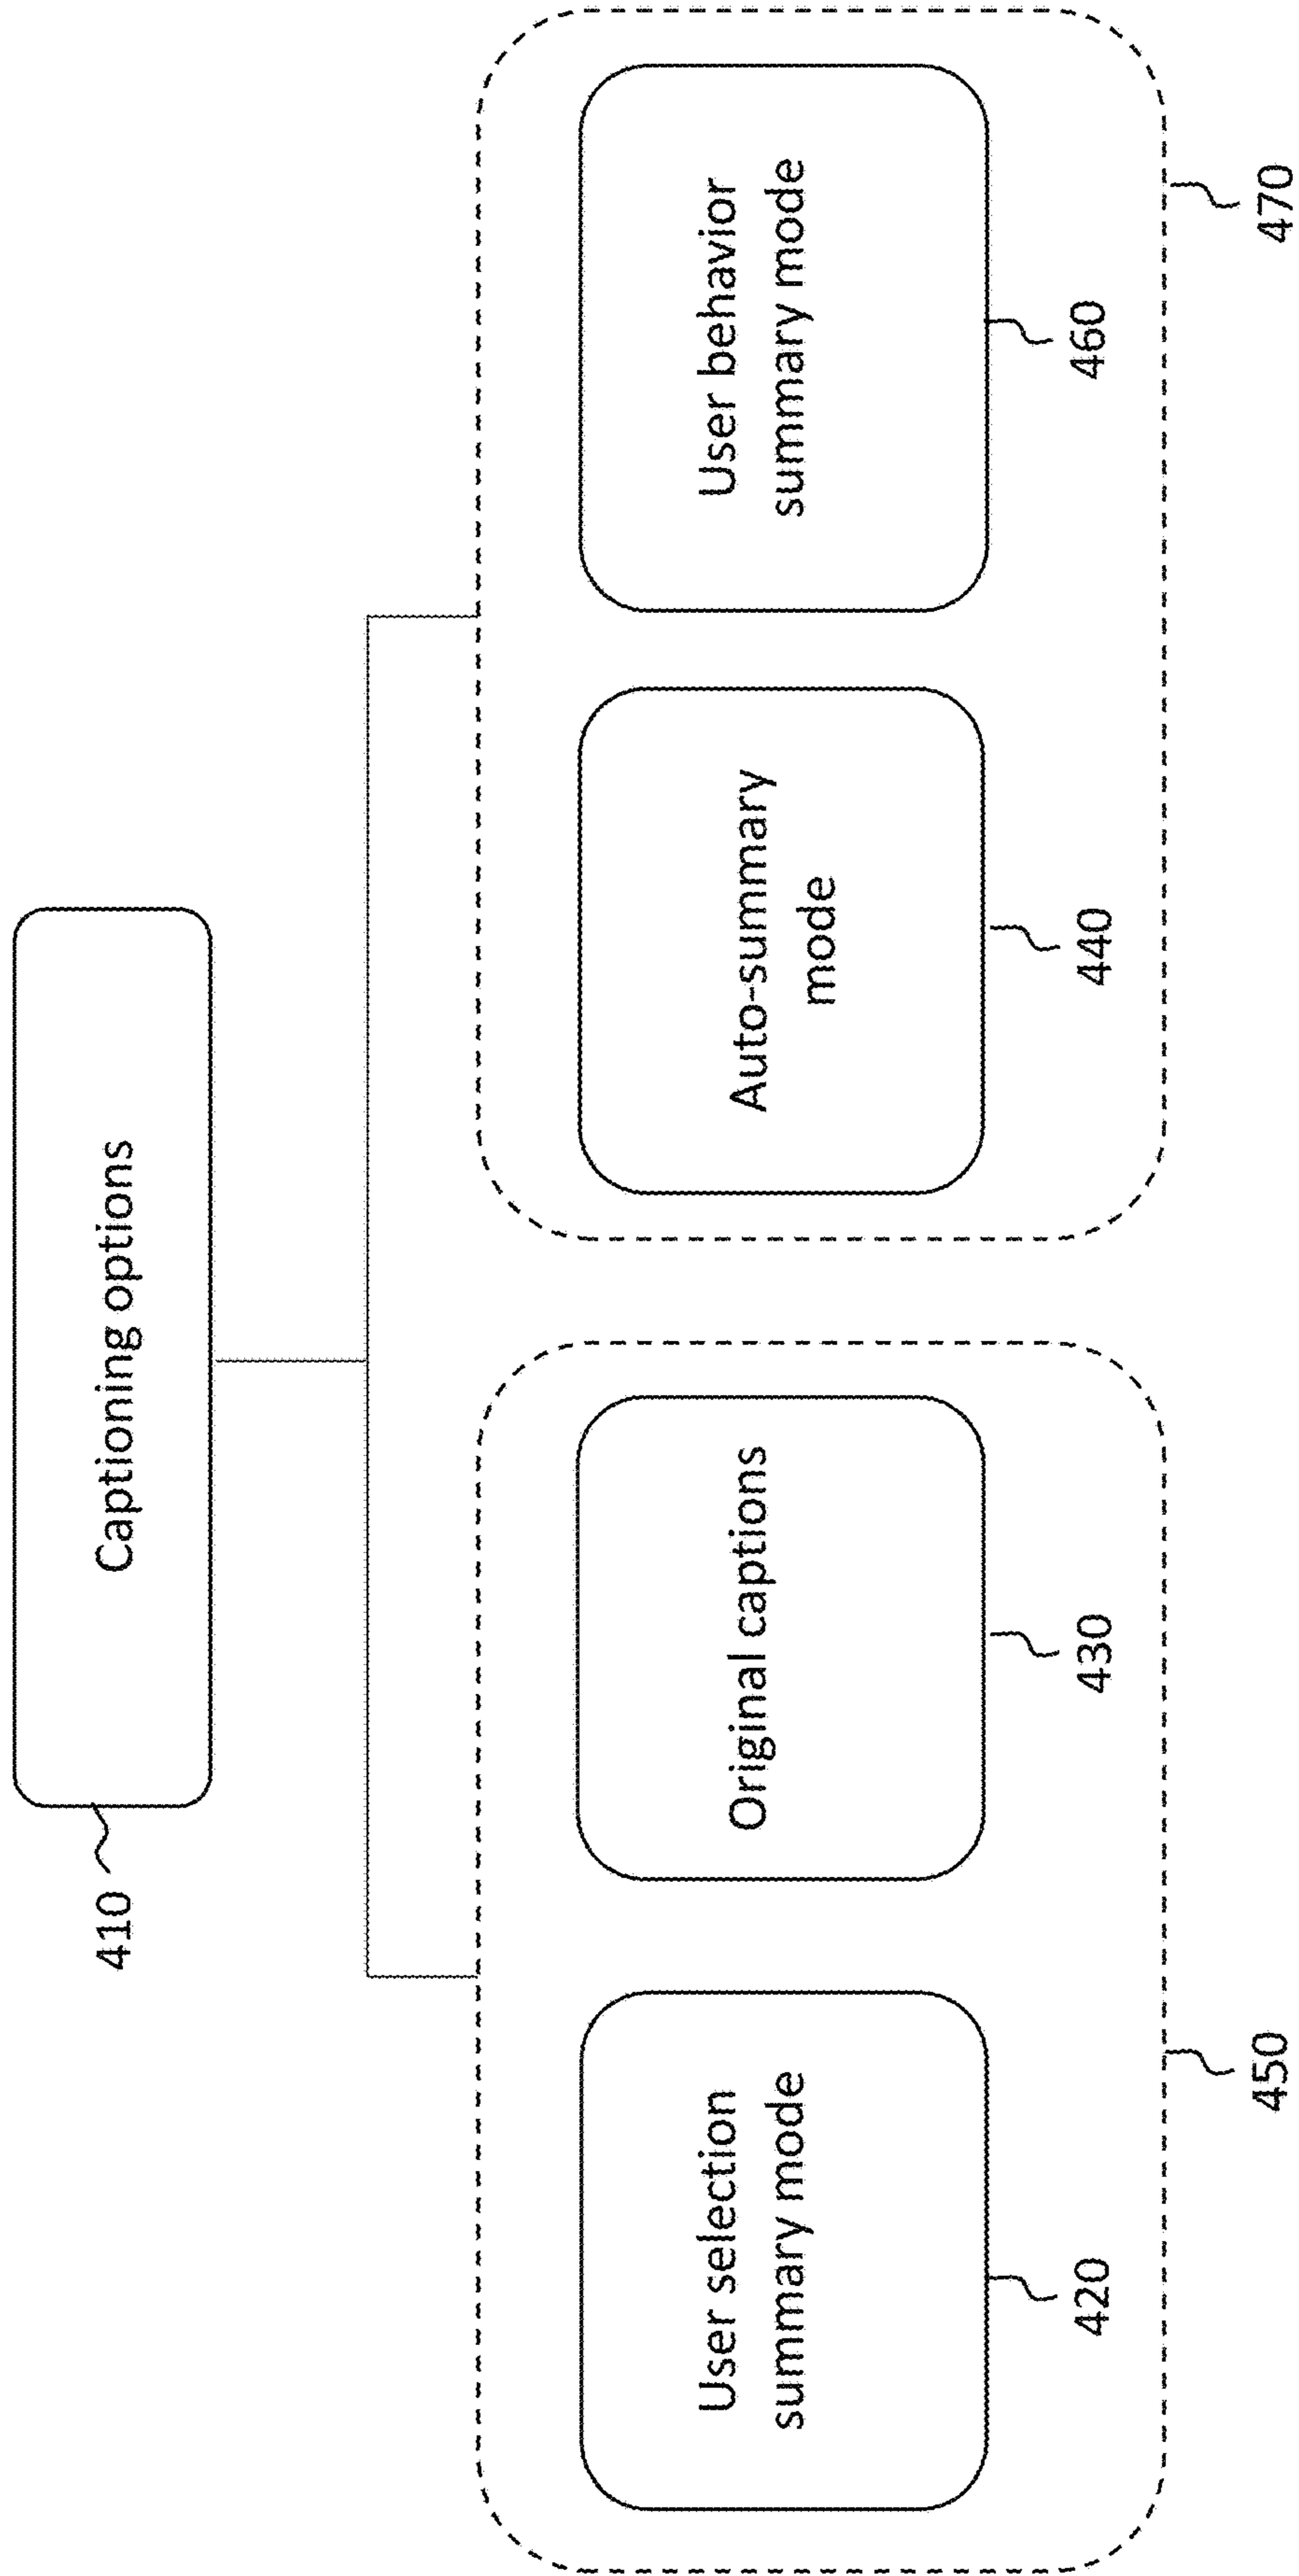 Captioning options
410
User selection
summary mode
420
Original captions
430
450
Auto-summary
mode
440
User behavior
summary mode
460
470